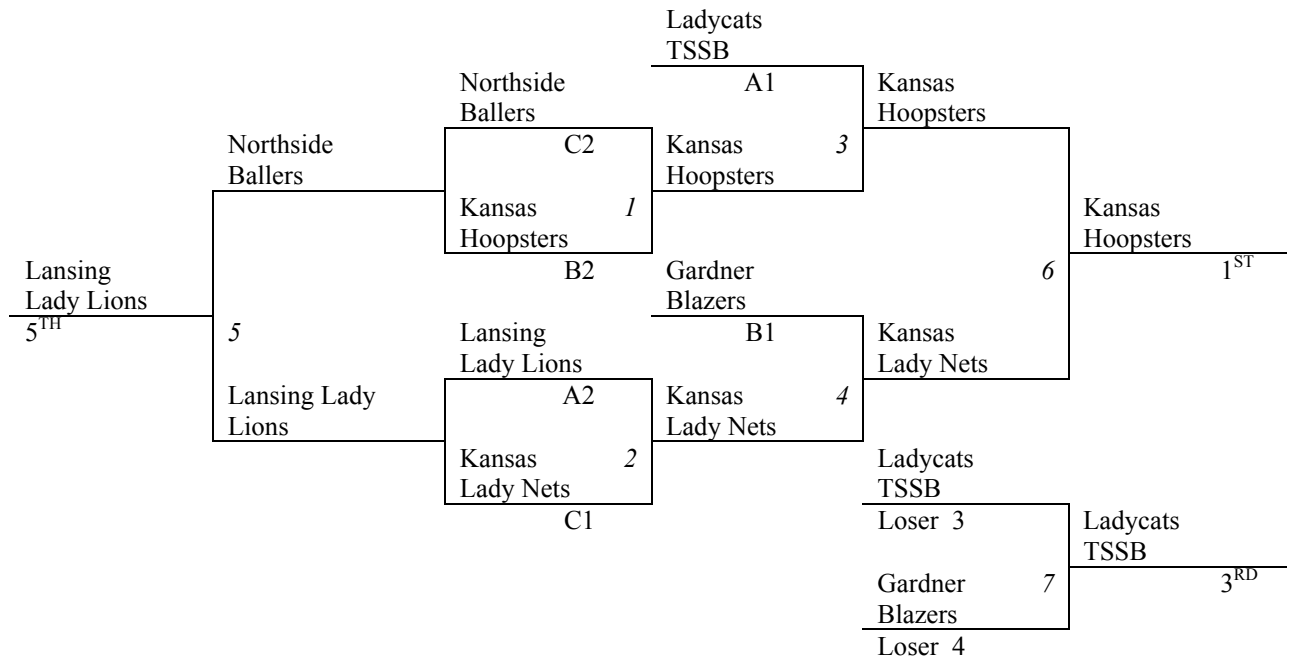 Ladycats
TSSB
A1
Northside
Ballers
C2
Kansas
Hoopsters
Northside
Ballers
Kansas
Hoopsters
3
Kansas
Hoopsters
1
B2
Kansas
Hoopsters
1ST
Lansing
Lady Lions
5TH
Gardner
Blazers
B1
6
5
Lansing
Lady Lions
A2
Kansas
Lady Nets
Lansing Lady
Lions
Kansas
Lady Nets
4
Kansas
Lady Nets
2
C1
Ladycats
TSSB
Loser 3
Ladycats
TSSB
3RD
Gardner
Blazers
7
Loser 4